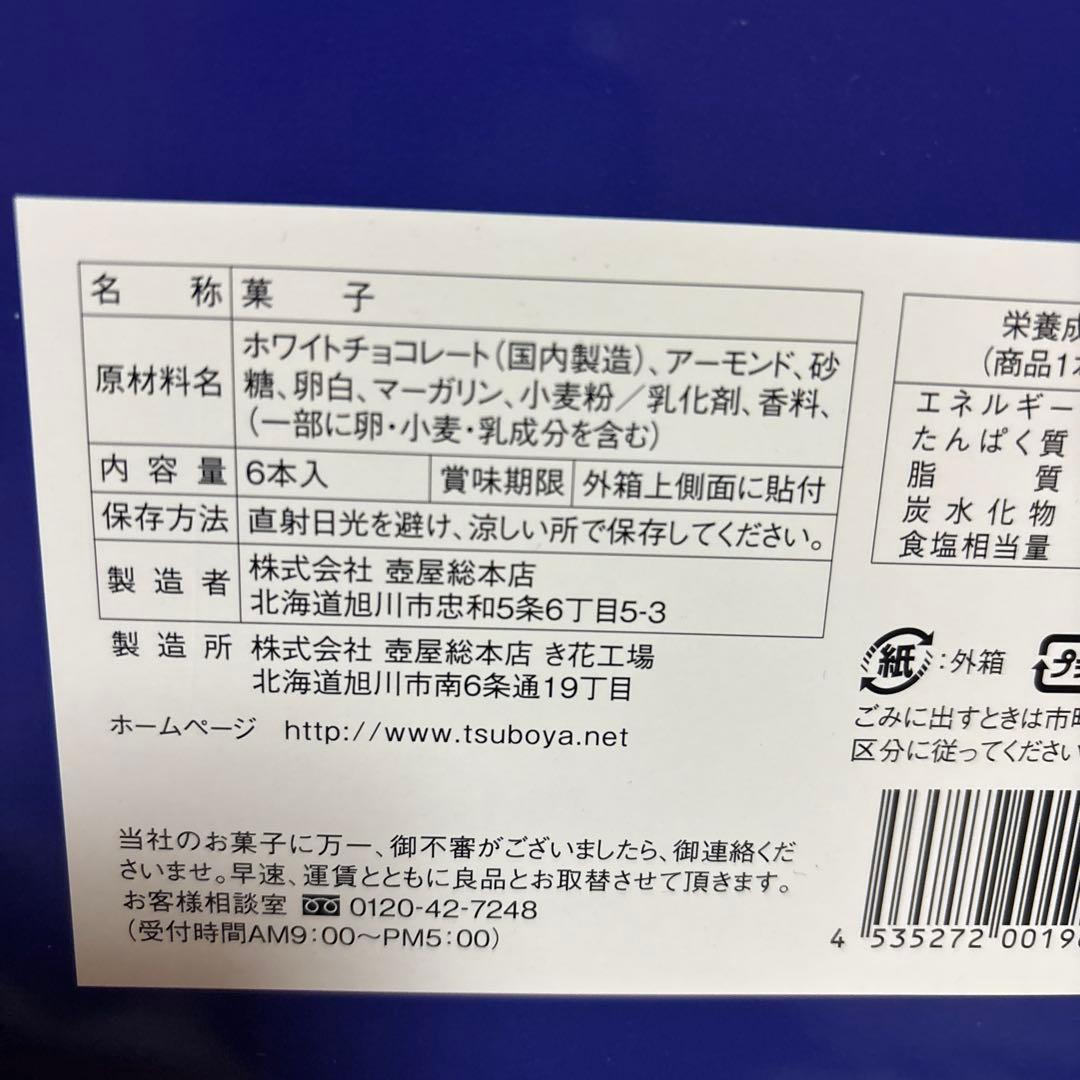 名称 菓子
原材料名 ホワイトチョコレート(国内製造)、アーモンド、砂
糖、卵白、マーガリン、小麦粉/乳化剤、香料、
(一部に卵・小麦・乳成分を含む)
内容量 6本入 賞味期限 外箱上側面に貼付
保存方法 直射日光を避け、涼しい所で保存してください。
製造者 株式会社 壺屋総本店
北海道旭川市忠和5条6丁目5-3
製造所 株式会社 壺屋総本店 き花工場
北海道旭川市南6条通19丁目
ホームページ http://www.tsuboya.net
当社のお菓子に万一、御不審がございましたら、御連絡くだ
さいませ。早速、運賃とともに良品とお取替させて頂きます。
お客様相談室 0120-42-7248
(受付時間AM9:00~PM5:00)
栄養成
(商品1
エネルギー
たんぱく質
脂質
炭水化物
食塩相当量
紙:外箱
プ
ごみに出すときは市
区分に従ってください
4 535272 0019